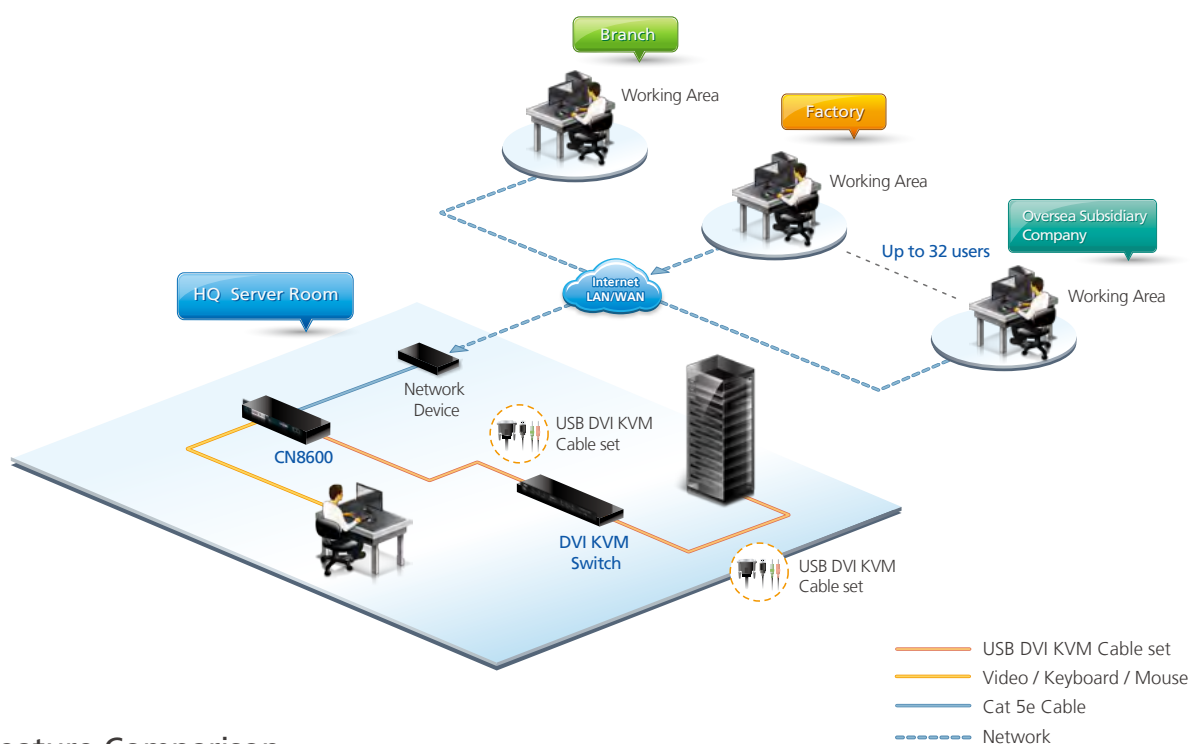 Branch
Working Area
Factory
Working Area
Oversea Subsidiary
Company
Up to 32 users
Working Area
Internet
LAN/WAN
HQ Server Room
Network
Device
USB DVI KVM
Cable set
CN8600
DVI KVM
Switch
USB DVI KVM
Cable set
USB DVI KVM Cable set
Video / Keyboard / Mouse
Cat 5e Cable
Network
Comparison